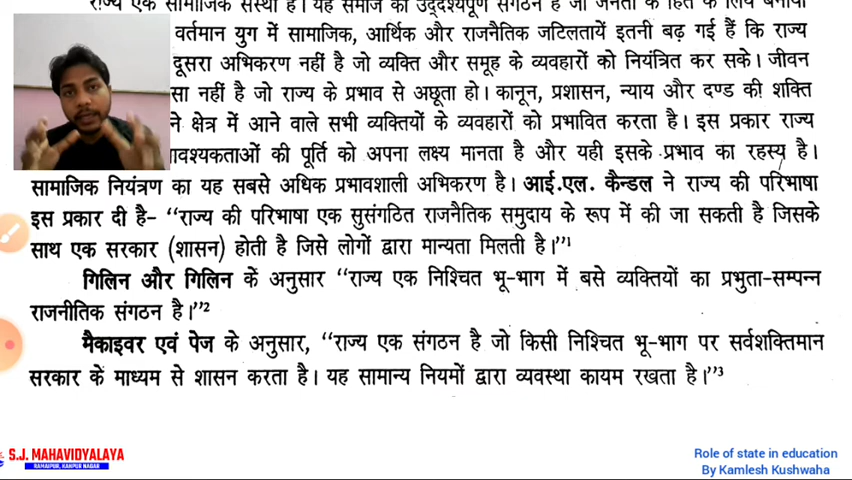 राज्य एक सामाजिक संस्था है। यह समाज का उद्देश्यपूर्ण संगठन है जो जनता के हित के लिये बनाया
वर्तमान युग में सामाजिक, आर्थिक और राजनैतिक जटिलतायें इतनी बढ़ गई हैं कि राज्य
दूसरा अभिकरण नहीं है जो व्यक्ति और समूह के व्यवहारों को नियंत्रित कर सके। जीवन
सा नहीं है जो राज्य के प्रभाव से अछूता हो। कानून, प्रशासन, न्याय और दण्ड की शक्ति
ने क्षेत्र में आने वाले सभी व्यक्तियों के व्यवहारों को प्रभावित करता है। इस प्रकार राज्य
ावश्यकताओं की पूर्ति को अपना लक्ष्य मानता है और यही इसके प्रभाव का रहस्य है।
सामाजिक नियंत्रण का यह सबसे अधिक प्रभावशाली अभिकरण है। आई.एल. कैन्डल ने राज्य की परिभाषा
इस प्रकार दी है- “राज्य की परिभाषा एक सुसंगठित राजनैतिक समुदाय के रूप में की जा सकती है जिसके
साथ एक सरकार (शासन) होती है जिसे लोगों द्वारा मान्यता मिलती है।”1
गिलिन और गिलिन के अनुसार “राज्य एक निश्चित भू-भाग में बसे व्यक्तियों का प्रभुता-सम्पन्न
राजनीतिक संगठन है।”2
मैकाइवर एवं पेज के अनुसार, “राज्य एक संगठन है जो किसी निश्चित भू-भाग पर सर्वशक्तिमान
सरकार के माध्यम से शासन करता है। यह सामान्य नियमों द्वारा व्यवस्था कायम रखता है।”3
S.J. MAHAVIDYALAYA
RAMAIPUR, KANPUR NAGAR
Role of state in education
By Kamlesh Kushwaha